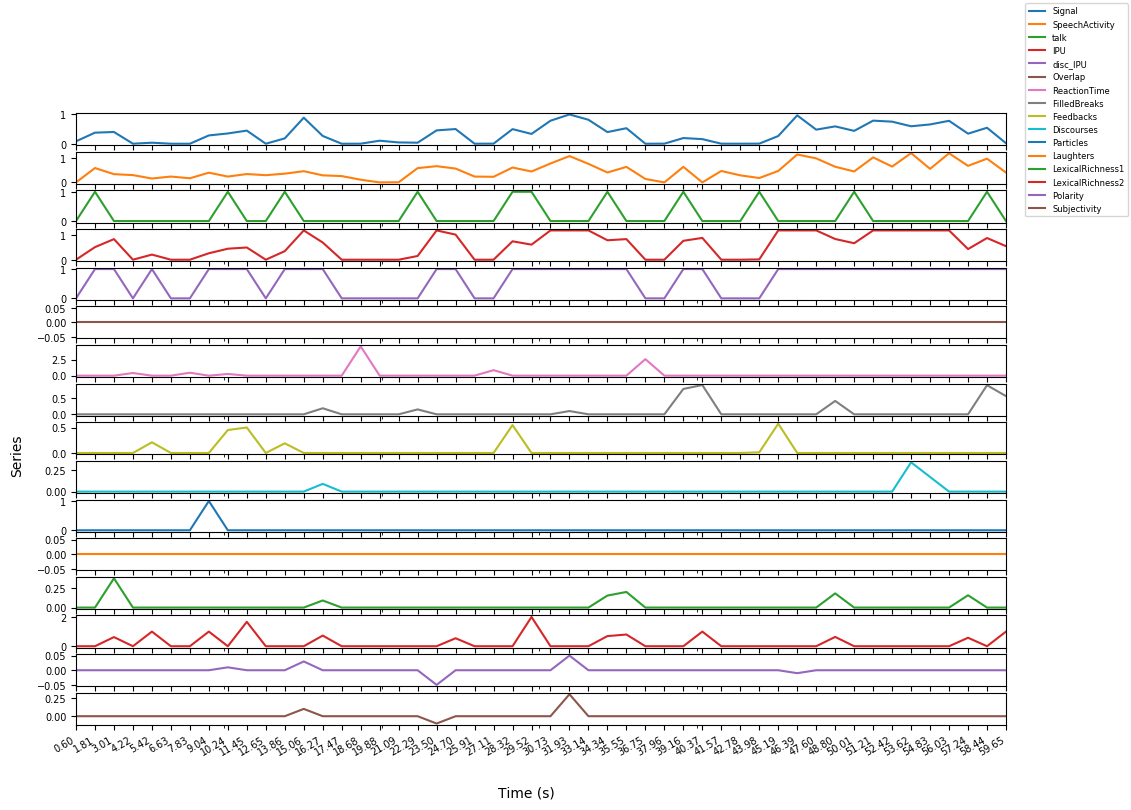 Signal
SpeechActivity
talk
IPU
disc_IPU
Overlap
ReactionTime
FilledBreaks
Feedbacks
Discourses
Particles
Laughters
LexicalRichness1
LexicalRichness2
Polarity
Subjectivity
1
0
1
0
1
0
1
0
1
0
0.05
0.00
−0.05
2.5
0.0
0.5
0.0
0.5
0.0
0.25
0.00
1
0
0.05
0.00
−0.05
0.25
0.00
2
0
0.05
0.00
−0.05
0.25
0.00
Series
0.60 1.81 3.01 4.22 5.42 6.63 7.83 9.04 10.24 11.45 12.65 13.86 15.06 16.27 17.47 18.68 19.88 21.09 22.29 23.50 24.70 25.91 27.11 28.32 29.52 30.73 31.93 33.14 34.34 35.55 36.75 37.96 39.16 40.37 41.57 42.78 43.98 45.19 46.39 47.60 48.80 50.01 51.21 52.42 53.62 54.83 56.03 57.24 58.44 59.65
Time (s)